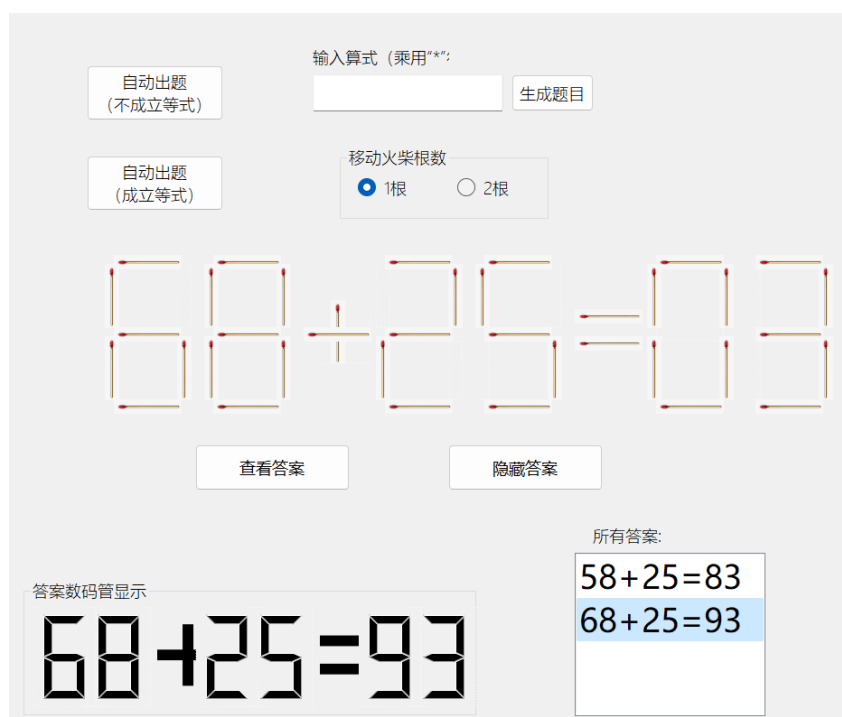 输入算式（乘用"*"
自动出题
（不成立等式）
生成题目
移动火柴根数
自动出题
（成立等式）
1根
2根
68+25=03
查看答案
隐藏答案
所有答案:
58+25=83
68+25=93
答案数码管显示
68+25=93